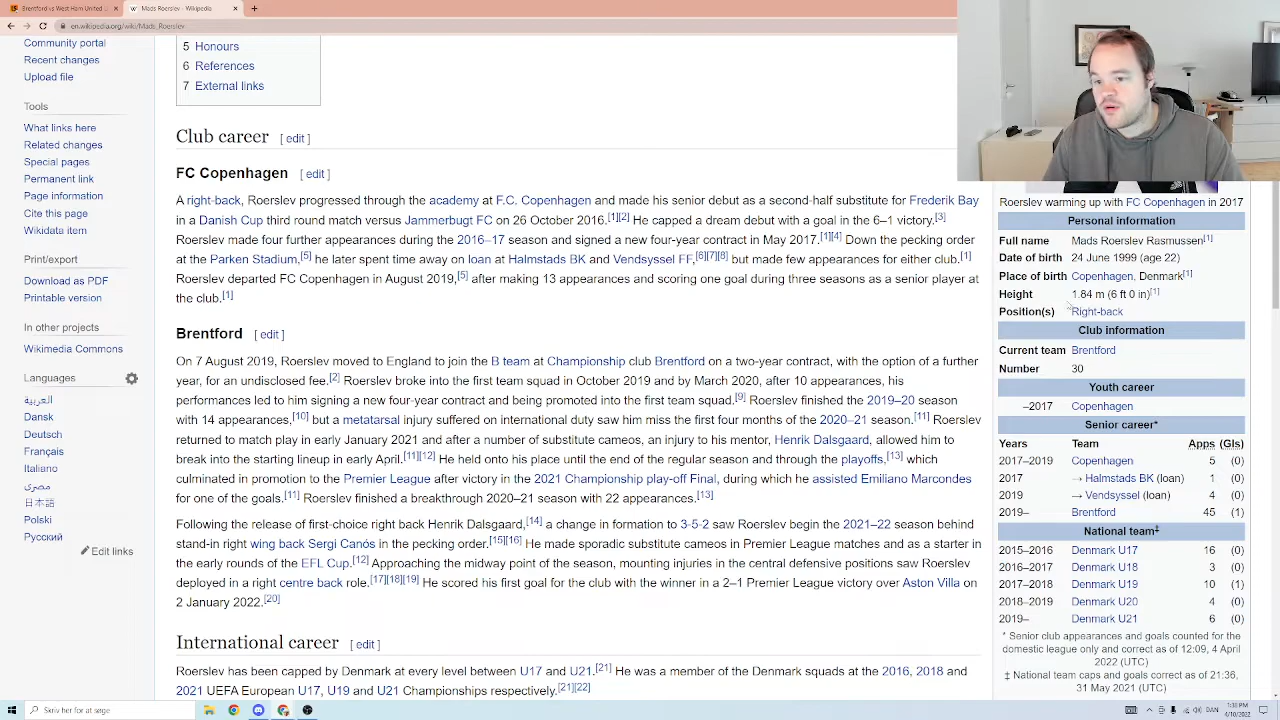 Brentford vs West Ham United
Mads Roerslev - Wikipedia
en.wikipedia.org/wiki/Mads_Roerslev
Community portal
Recent changes
Upload file
Tools
What links here
Related changes
Special pages
Permanent link
Page information
Cite this page
Wikidata item
Print/export
Download as PDF
Printable version
In other projects
Wikimedia Commons
Languages
العربية
Dansk
Deutsch
Français
Italiano
مصرى
日本語
Polski
Русский
Edit links
5 Honours
6 References
7 External links
Club career [ edit ]
FC Copenhagen [ edit ]
A right-back, Roerslev progressed through the academy at F.C. Copenhagen and made his senior debut as a second-half substitute for Frederik Bay
in a Danish Cup third round match versus Jammerbugt FC on 26 October 2016.[1][2] He capped a dream debut with a goal in the 6–1 victory.[3]
Roerslev made four further appearances during the 2016–17 season and signed a new four-year contract in May 2017.[1][4] Down the pecking order
at the Parken Stadium,[5] he later spent time away on loan at Halmstads BK and Vendsyssel FF,[6][7][8] but made few appearances for either club.[1]
Roerslev departed FC Copenhagen in August 2019,[5] after making 13 appearances and scoring one goal during three seasons as a senior player at
the club.[1]
Brentford [ edit ]
On 7 August 2019, Roerslev moved to England to join the B team at Championship club Brentford on a two-year contract, with the option of a further
year, for an undisclosed fee.[2] Roerslev broke into the first team squad in October 2019 and by March 2020, after 10 appearances, his
performances led to him signing a new four-year contract and being promoted into the first team squad.[9] Roerslev finished the 2019–20 season
with 14 appearances,[10] but a metatarsal injury suffered on international duty saw him miss the first four months of the 2020–21 season.[11] Roerslev
returned to match play in early January 2021 and after a number of substitute cameos, an injury to his mentor, Henrik Dalsgaard, allowed him to
break into the starting lineup in early April.[11][12] He held onto his place until the end of the regular season and through the playoffs,[13] which
culminated in promotion to the Premier League after victory in the 2021 Championship play-off Final, during which he assisted Emiliano Marcondes
for one of the goals.[11] Roerslev finished a breakthrough 2020–21 season with 22 appearances.[13]
Following the release of first-choice right back Henrik Dalsgaard,[14] a change in formation to 3-5-2 saw Roerslev begin the 2021–22 season behind
stand-in right wing back Sergi Canós in the pecking order.[15][16] He made sporadic substitute cameos in Premier League matches and as a starter in
the early rounds of the EFL Cup.[12] Approaching the midway point of the season, mounting injuries in the central defensive positions saw Roerslev
deployed in a right centre back role.[17][18][19] He scored his first goal for the club with the winner in a 2–1 Premier League victory over Aston Villa on
2 January 2022.[20]
International career [ edit ]
Roerslev has been capped by Denmark at every level between U17 and U21.[21] He was a member of the Denmark squads at the 2016, 2018 and
2021 UEFA European U17, U19 and U21 Championships respectively.[21][22]
Roerslev warming up with FC Copenhagen in 2017
Personal information
Full name Mads Roerslev Rasmussen[1]
Date of birth 24 June 1999 (age 22)
Place of birth Copenhagen, Denmark[1]
Height 1.84 m (6 ft 0 in)[1]
Position(s) Right-back
Club information
Current team Brentford
Number 30
Youth career
–2017 Copenhagen
Senior career*
Years Team Apps (Gls)
2017–2019 Copenhagen 5 (0)
2017 → Halmstads BK (loan) 1 (0)
2019 → Vendsyssel (loan) 4 (0)
2019– Brentford 45 (1)
National team‡
2015–2016 Denmark U17 16 (0)
2016–2017 Denmark U18 3 (0)
2017–2018 Denmark U19 10 (1)
2018–2019 Denmark U20 4 (0)
2019– Denmark U21 6 (0)
* Senior club appearances and goals counted for the
domestic league only and correct as of 12:09, 4 April
2022 (UTC)
‡ National team caps and goals correct as of 21:36,
31 May 2021 (UTC)
Skriv her for at søge
DAN
4/10/2022